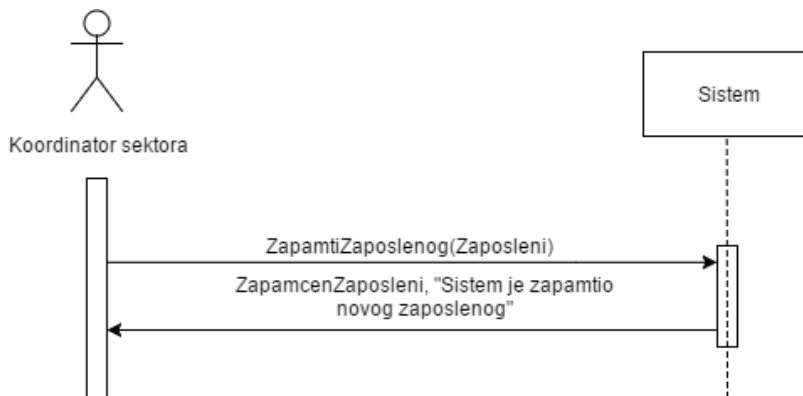 Sistem
Koordinator sektora
ZapamtiZaposlenog(Zaposleni)
ZapamcenZaposleni, "Sistem je zapamtio
novog zaposlenog"